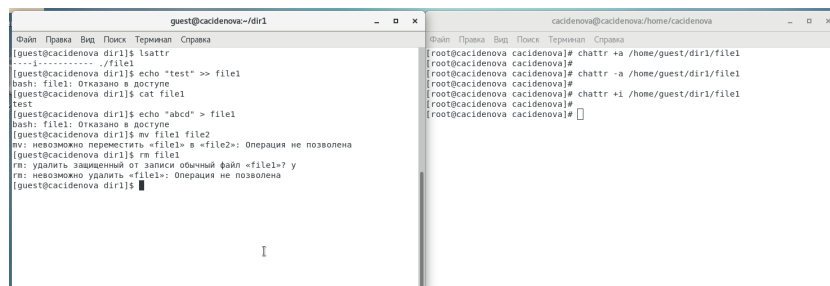 guest@cacidenova:~/dir1
Файл Правка Вид Поиск Терминал Справка
[guest@cacidenova dir1]$ lsattr
----i----------- ./file1
[guest@cacidenova dir1]$ echo "test" >> file1
bash: file1: Отказано в доступе
[guest@cacidenova dir1]$ cat file1
test
[guest@cacidenova dir1]$ echo "abcd" > file1
bash: file1: Отказано в доступе
[guest@cacidenova dir1]$ mv file1 file2
mv: невозможно переместить «file1» в «file2»: Операция не позволена
[guest@cacidenova dir1]$ rm file1
rm: удалить защищенный от записи обычный файл «file1»? y
rm: невозможно удалить «file1»: Операция не позволена
[guest@cacidenova dir1]$
cacidenova@cacidenova:/home/cacidenova
Файл Правка Вид Поиск Терминал Справка
[root@cacidenova cacidenova]# chattr +a /home/guest/dir1/file1
[root@cacidenova cacidenova]#
[root@cacidenova cacidenova]# chattr -a /home/guest/dir1/file1
[root@cacidenova cacidenova]#
[root@cacidenova cacidenova]# chattr +i /home/guest/dir1/file1
[root@cacidenova cacidenova]#
[root@cacidenova cacidenova]#